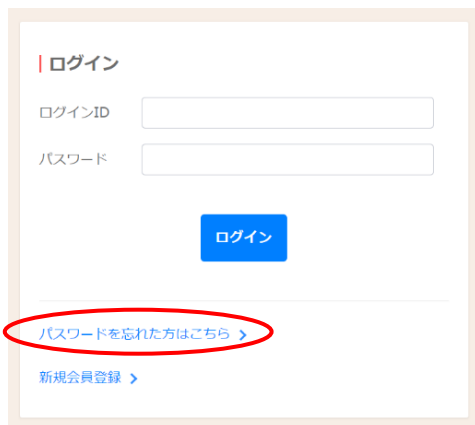 ログイン
ログインID
パスワード
ログイン
パスワードを忘れた方はこちら
新規会員登録